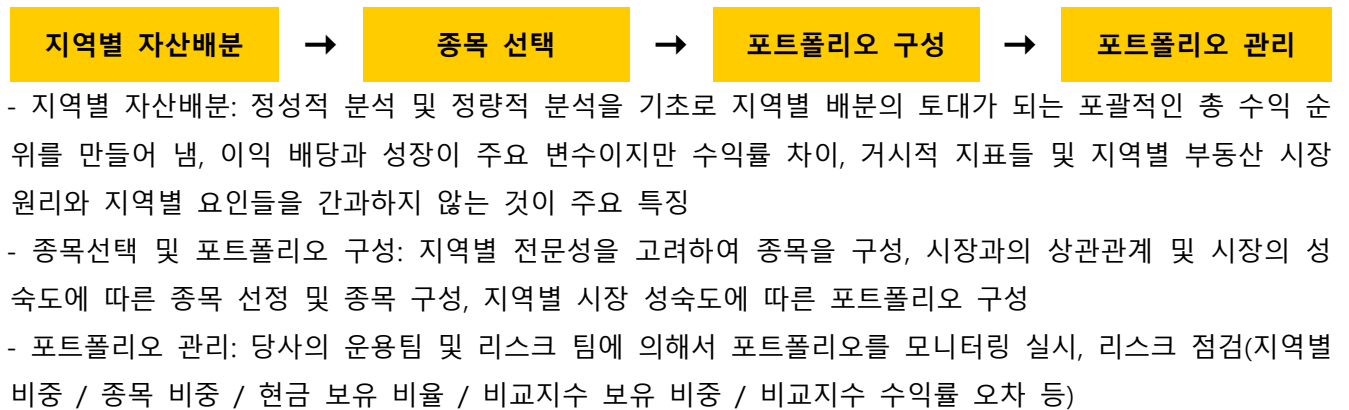 지역별 자산배분 → 종목 선택 → 포트폴리오 구성 → 포트폴리오 관리
- 지역별 자산배분: 정성적 분석 및 정량적 분석을 기초로 지역별 배분의 토대가 되는 포괄적인 총 수익 순
위를 만들어 냄, 이익 배당과 성장이 주요 변수이지만 수익률 차이, 거시적 지표들 및 지역별 부동산 시장
원리와 지역별 요인들을 간과하지 않는 것이 주요 특징
- 종목선택 및 포트폴리오 구성: 지역별 전문성을 고려하여 종목을 구성, 시장과의 상관관계 및 시장의 성
숙도에 따른 종목 선정 및 종목 구성, 지역별 시장 성숙도에 따른 포트폴리오 구성
- 포트폴리오 관리: 당사의 운용팀 및 리스크 팀에 의해서 포트폴리오를 모니터링 실시, 리스크 점검(지역별
비중 / 종목 비중 / 현금 보유 비율 / 비교지수 보유 비중 / 비교지수 수익률 오차 등)